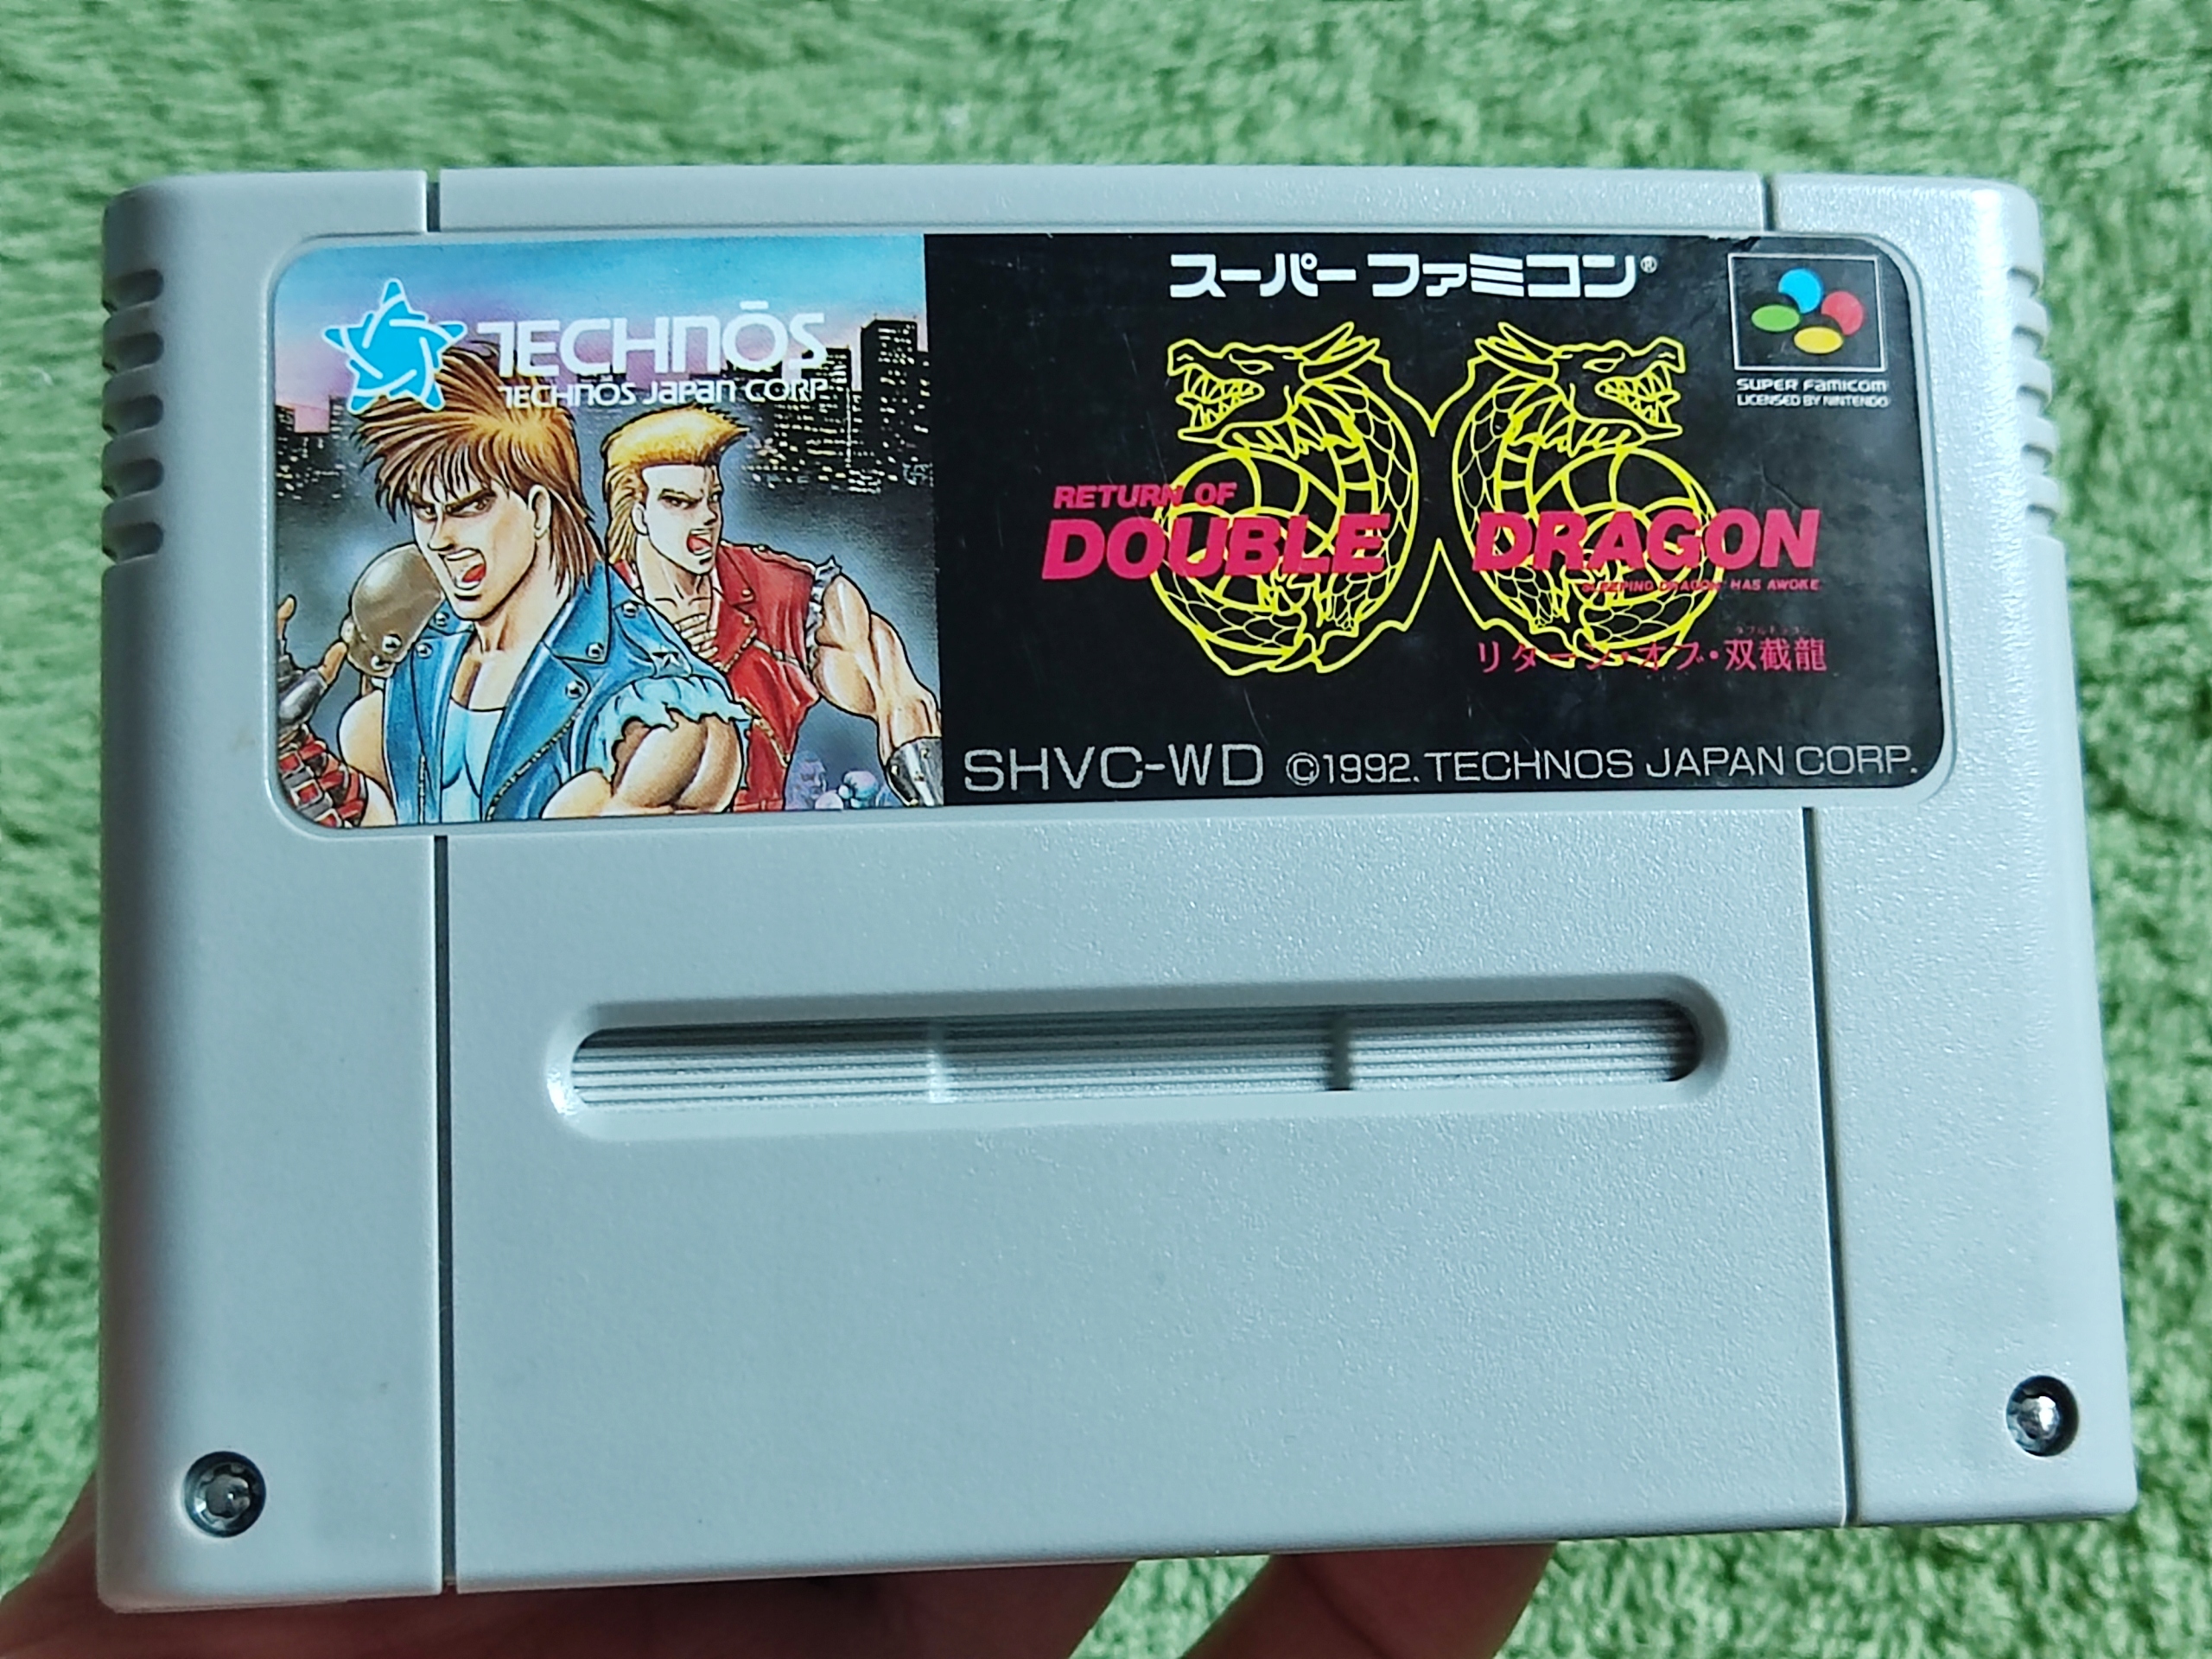 TECHNŌS
TECHNŌS JAPAN CORP
スーパーファミコン®
SUPER FAMICOM
LICENSED BY NINTENDO
RETURN OF
DOUBLE DRAGON
SLEEPING DRAGON HAS AWOKE
リターン・オブ・双截龍
SHVC-WD ©1992. TECHNOS JAPAN CORP.